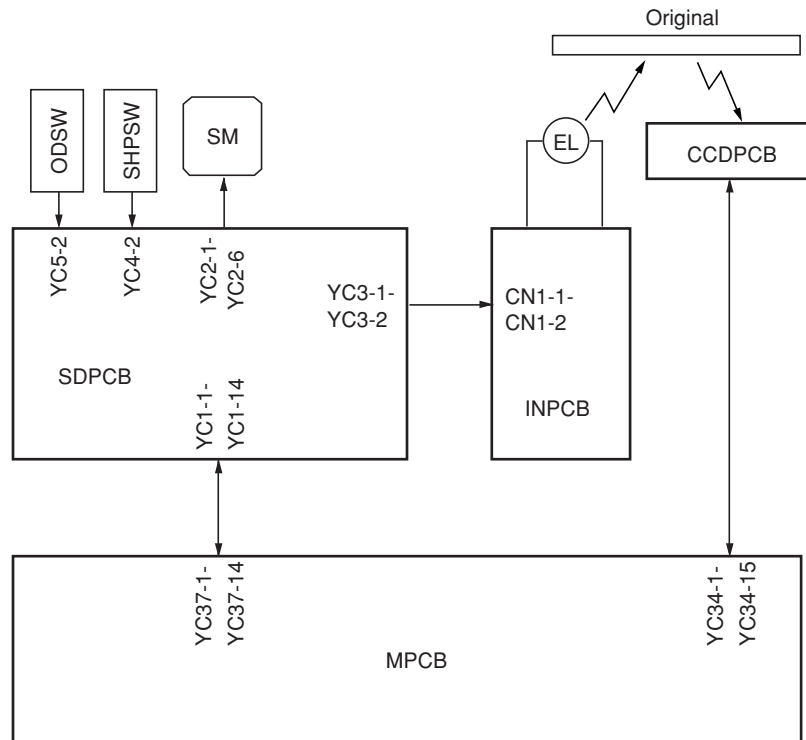 Original
ODSW
SHPSW
SM
EL
CCDPCB
YC5-2
YC4-2
YC2-1-
YC2-6
YC3-1-
YC3-2
CN1-1-
CN1-2
SDPCB
YC1-1-
YC1-14
INPCB
YC37-1-
YC37-14
YC34-1-
YC34-15
MPCB